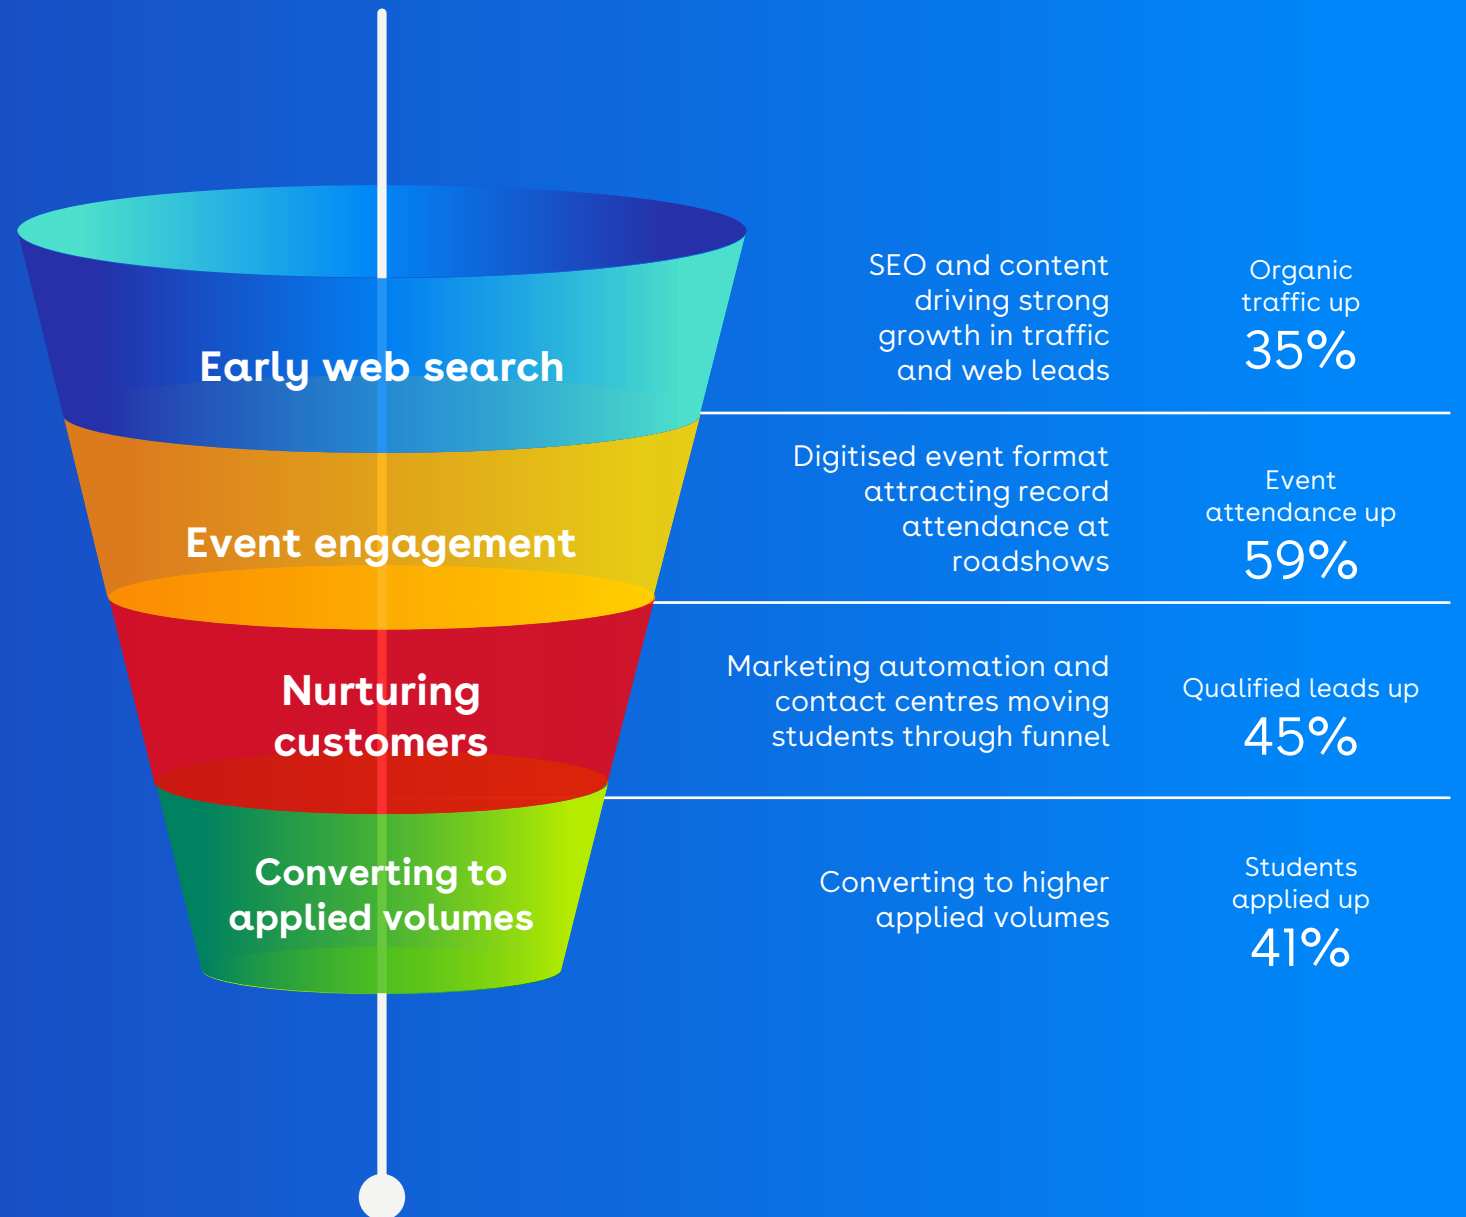 Early web search
SEO and content
driving strong
growth in traffic
and web leads
Organic
traffic up
35%
Event engagement
Digitised event format
attracting record
attendance at
roadshows
Event
attendance up
59%
Nurturing
customers
Marketing automation and
contact centres moving
students through funnel
Qualified leads up
45%
Converting to
applied volumes
Converting to higher
applied volumes
Students
applied up
41%